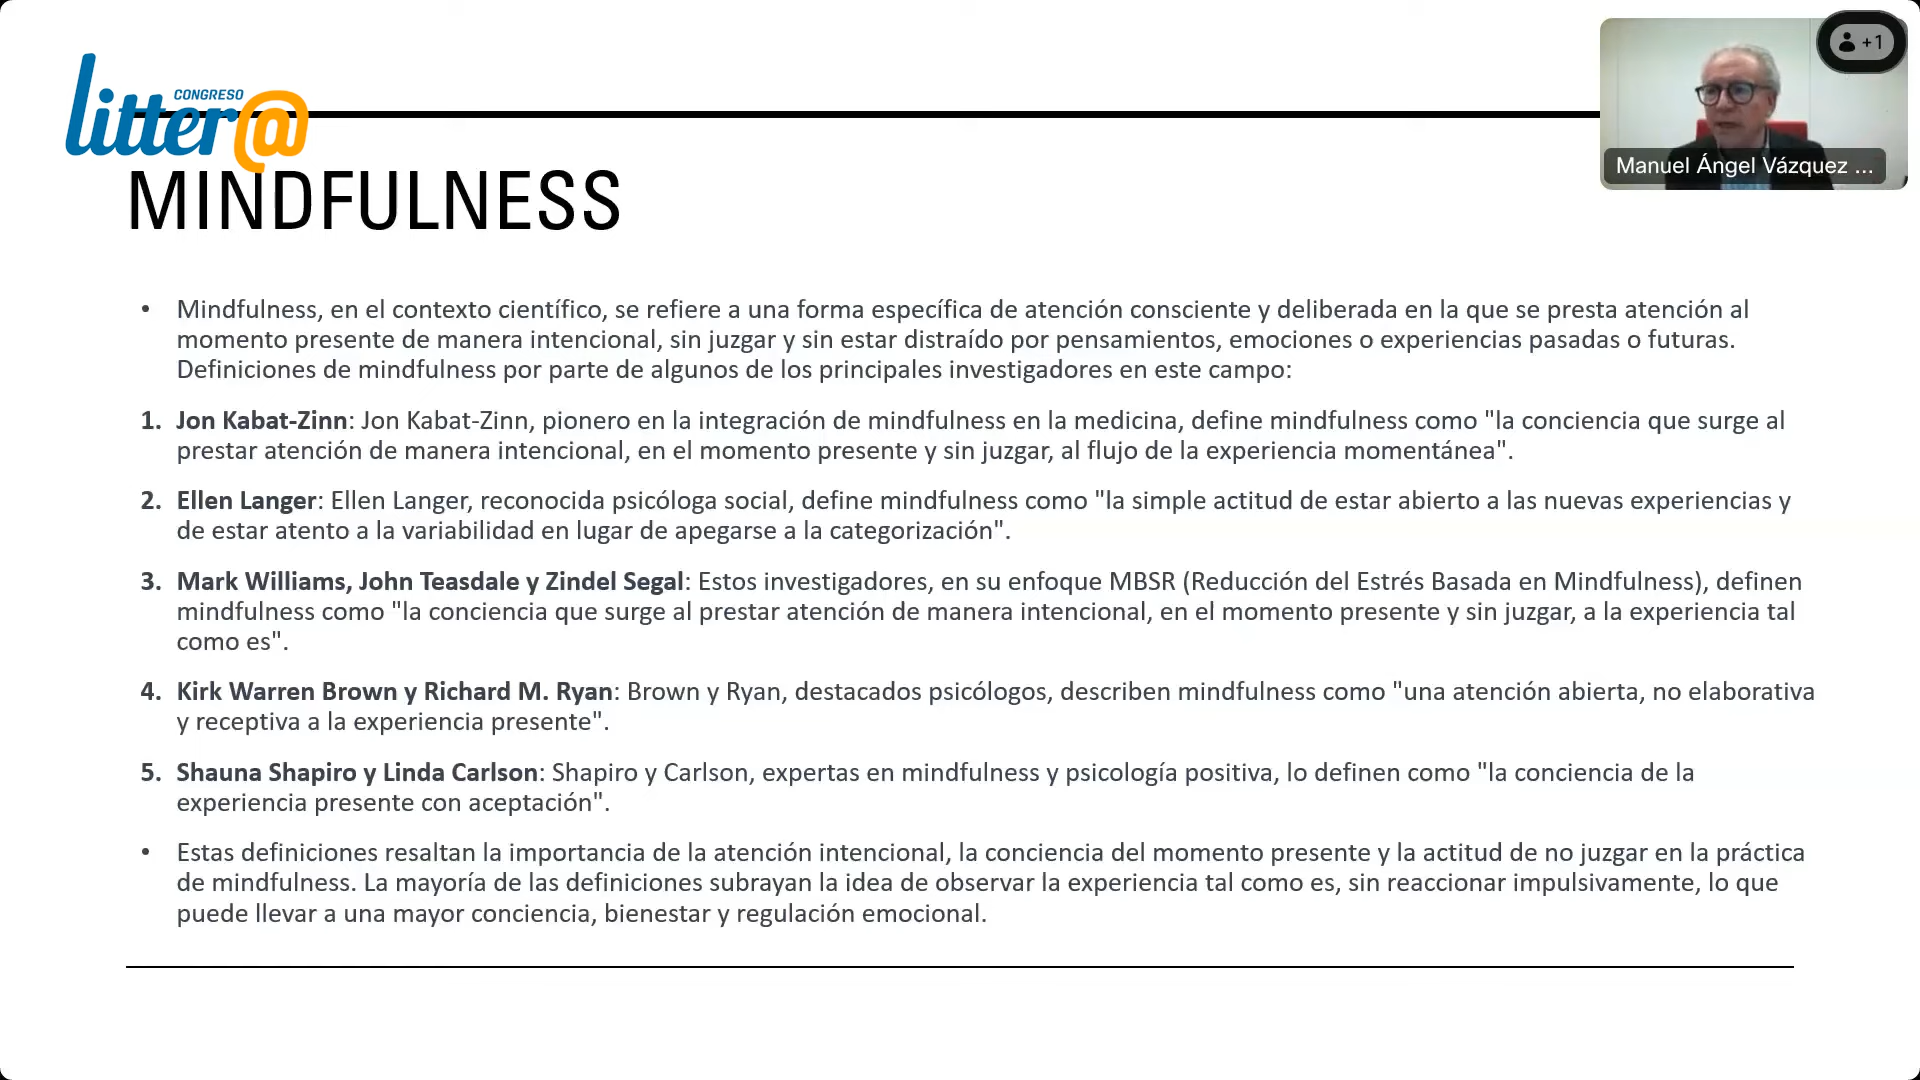 CONGRESO
litter@
+1
Manuel Ángel Vázquez ...
MINDFULNESS
• Mindfulness, en el contexto científico, se refiere a una forma específica de atención consciente y deliberada en la que se presta atención al
momento presente de manera intencional, sin juzgar y sin estar distraído por pensamientos, emociones o experiencias pasadas o futuras.
Definiciones de mindfulness por parte de algunos de los principales investigadores en este campo:
1. Jon Kabat-Zinn: Jon Kabat-Zinn, pionero en la integración de mindfulness en la medicina, define mindfulness como "la conciencia que surge al
prestar atención de manera intencional, en el momento presente y sin juzgar, al flujo de la experiencia momentánea".
2. Ellen Langer: Ellen Langer, reconocida psicóloga social, define mindfulness como "la simple actitud de estar abierto a las nuevas experiencias y
de estar atento a la variabilidad en lugar de apegarse a la categorización".
3. Mark Williams, John Teasdale y Zindel Segal: Estos investigadores, en su enfoque MBSR (Reducción del Estrés Basada en Mindfulness), definen
mindfulness como "la conciencia que surge al prestar atención de manera intencional, en el momento presente y sin juzgar, a la experiencia tal
como es".
4. Kirk Warren Brown y Richard M. Ryan: Brown y Ryan, destacados psicólogos, describen mindfulness como "una atención abierta, no elaborativa
y receptiva a la experiencia presente".
5. Shauna Shapiro y Linda Carlson: Shapiro y Carlson, expertas en mindfulness y psicología positiva, lo definen como "la conciencia de la
experiencia presente con aceptación".
• Estas definiciones resaltan la importancia de la atención intencional, la conciencia del momento presente y la actitud de no juzgar en la práctica
de mindfulness. La mayoría de las definiciones subrayan la idea de observar la experiencia tal como es, sin reaccionar impulsivamente, lo que
puede llevar a una mayor conciencia, bienestar y regulación emocional.